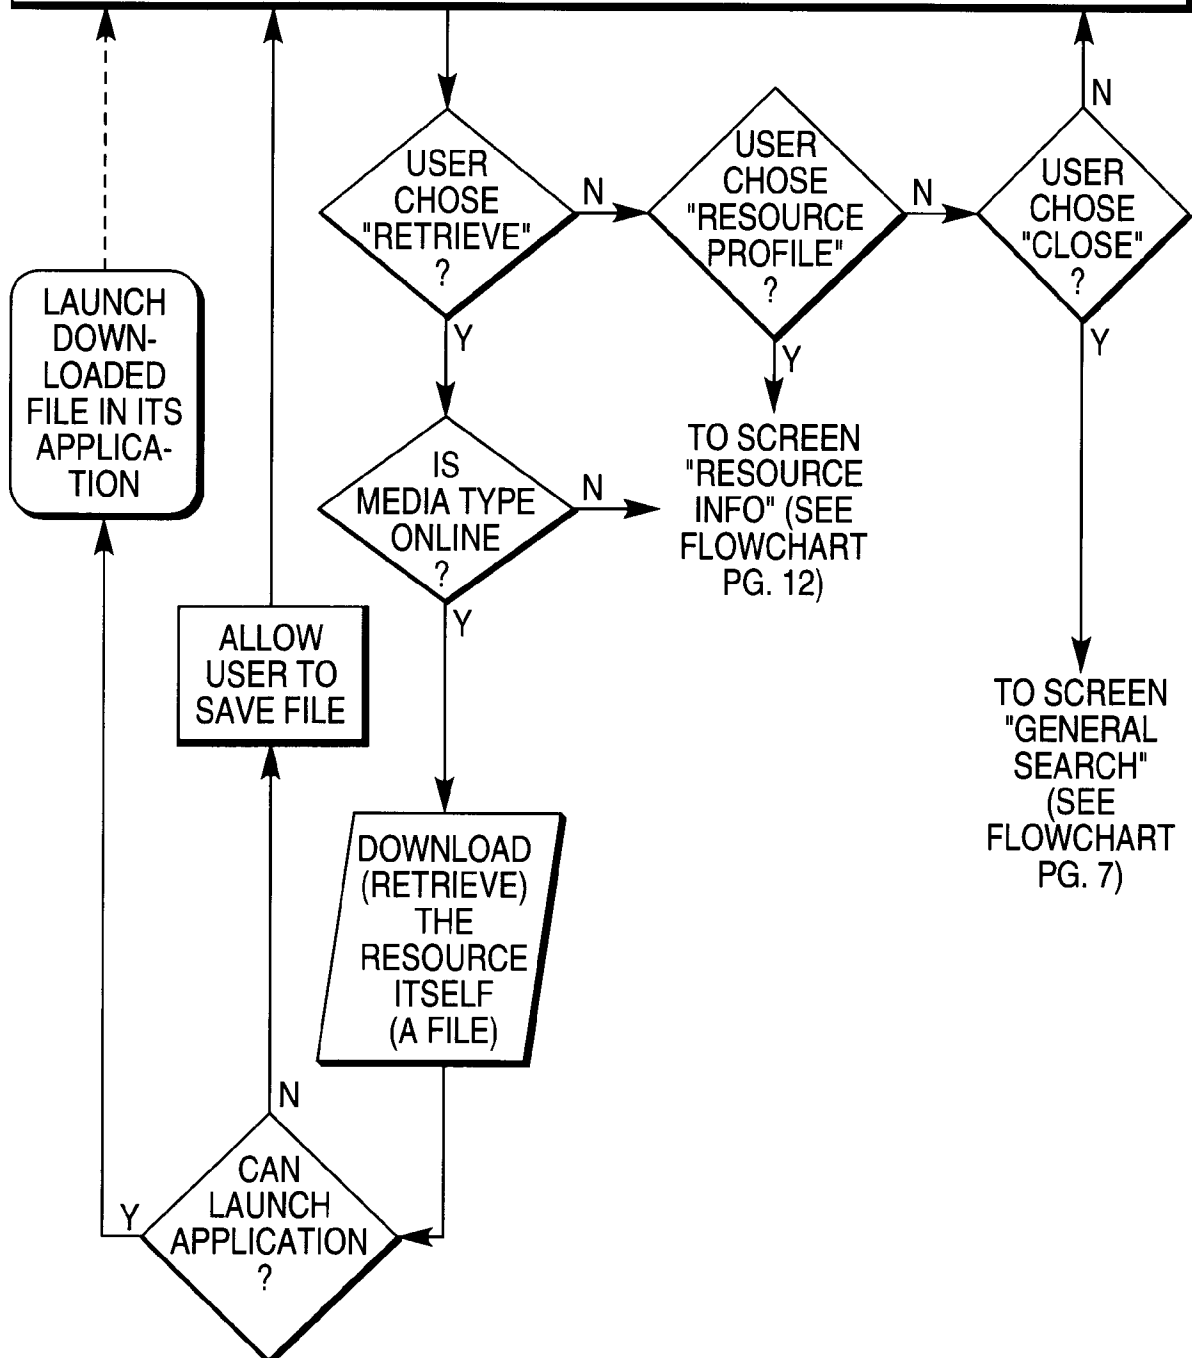 N
USER
CHOSE
"RETRIEVE"
?
N
USER
CHOSE
"RESOURCE
PROFILE"
?
N
USER
CHOSE
"CLOSE"
?
Y
Y
Y
LAUNCH
DOWN-
LOADED
FILE IN ITS
APPLICA-
TION
IS
MEDIA TYPE
ONLINE
?
N
Y
TO SCREEN
"RESOURCE
INFO" (SEE
FLOWCHART
PG. 12)
ALLOW
USER TO
SAVE FILE
TO SCREEN
"GENERAL
SEARCH"
(SEE
FLOWCHART
PG. 7)
DOWNLOAD
(RETRIEVE)
THE
RESOURCE
ITSELF
(A FILE)
N
CAN
LAUNCH
APPLICATION
?
Y